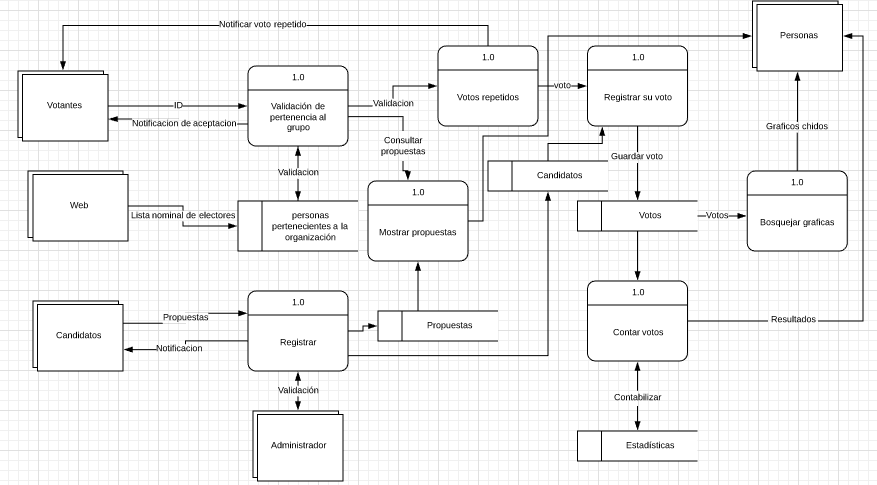 Notificar voto repetido
Personas
1.0
Votos repetidos
1.0
Registrar su voto
1.0
Validación de
pertenencia al
grupo
Votantes
ID
Notificacion de aceptacion
Validacion
voto
Consultar
propuestas
Graficos chidos
Guardar voto
Candidatos
Validacion
Web
Lista nominal de electores
personas
pertenecientes a la
organización
1.0
Mostrar propuestas
Votos
Votos
1.0
Bosquejar graficas
1.0
Registrar
Candidatos
Propuestas
Notificacion
Propuestas
1.0
Contar votos
Resultados
Validación
Administrador
Contabilizar
Estadísticas